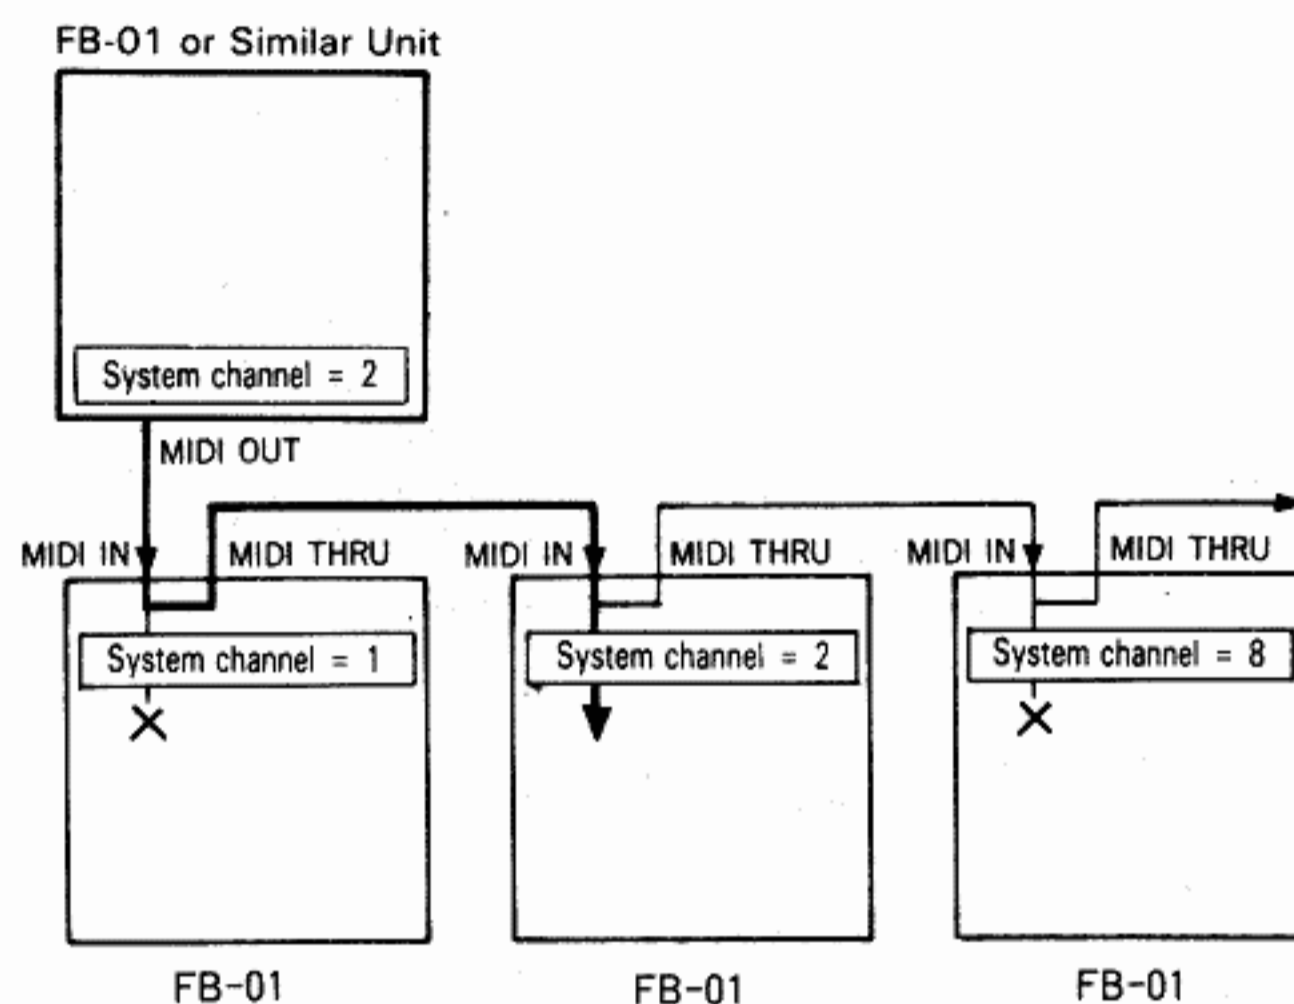 FB-01 or Similar Unit
System channel = 2
MIDI OUT
MIDI IN
MIDI THRU
MIDI IN
MIDI THRU
MIDI IN
MIDI THRU
System channel = 1
System channel = 2
System channel = 8
FB-01
FB-01
FB-01